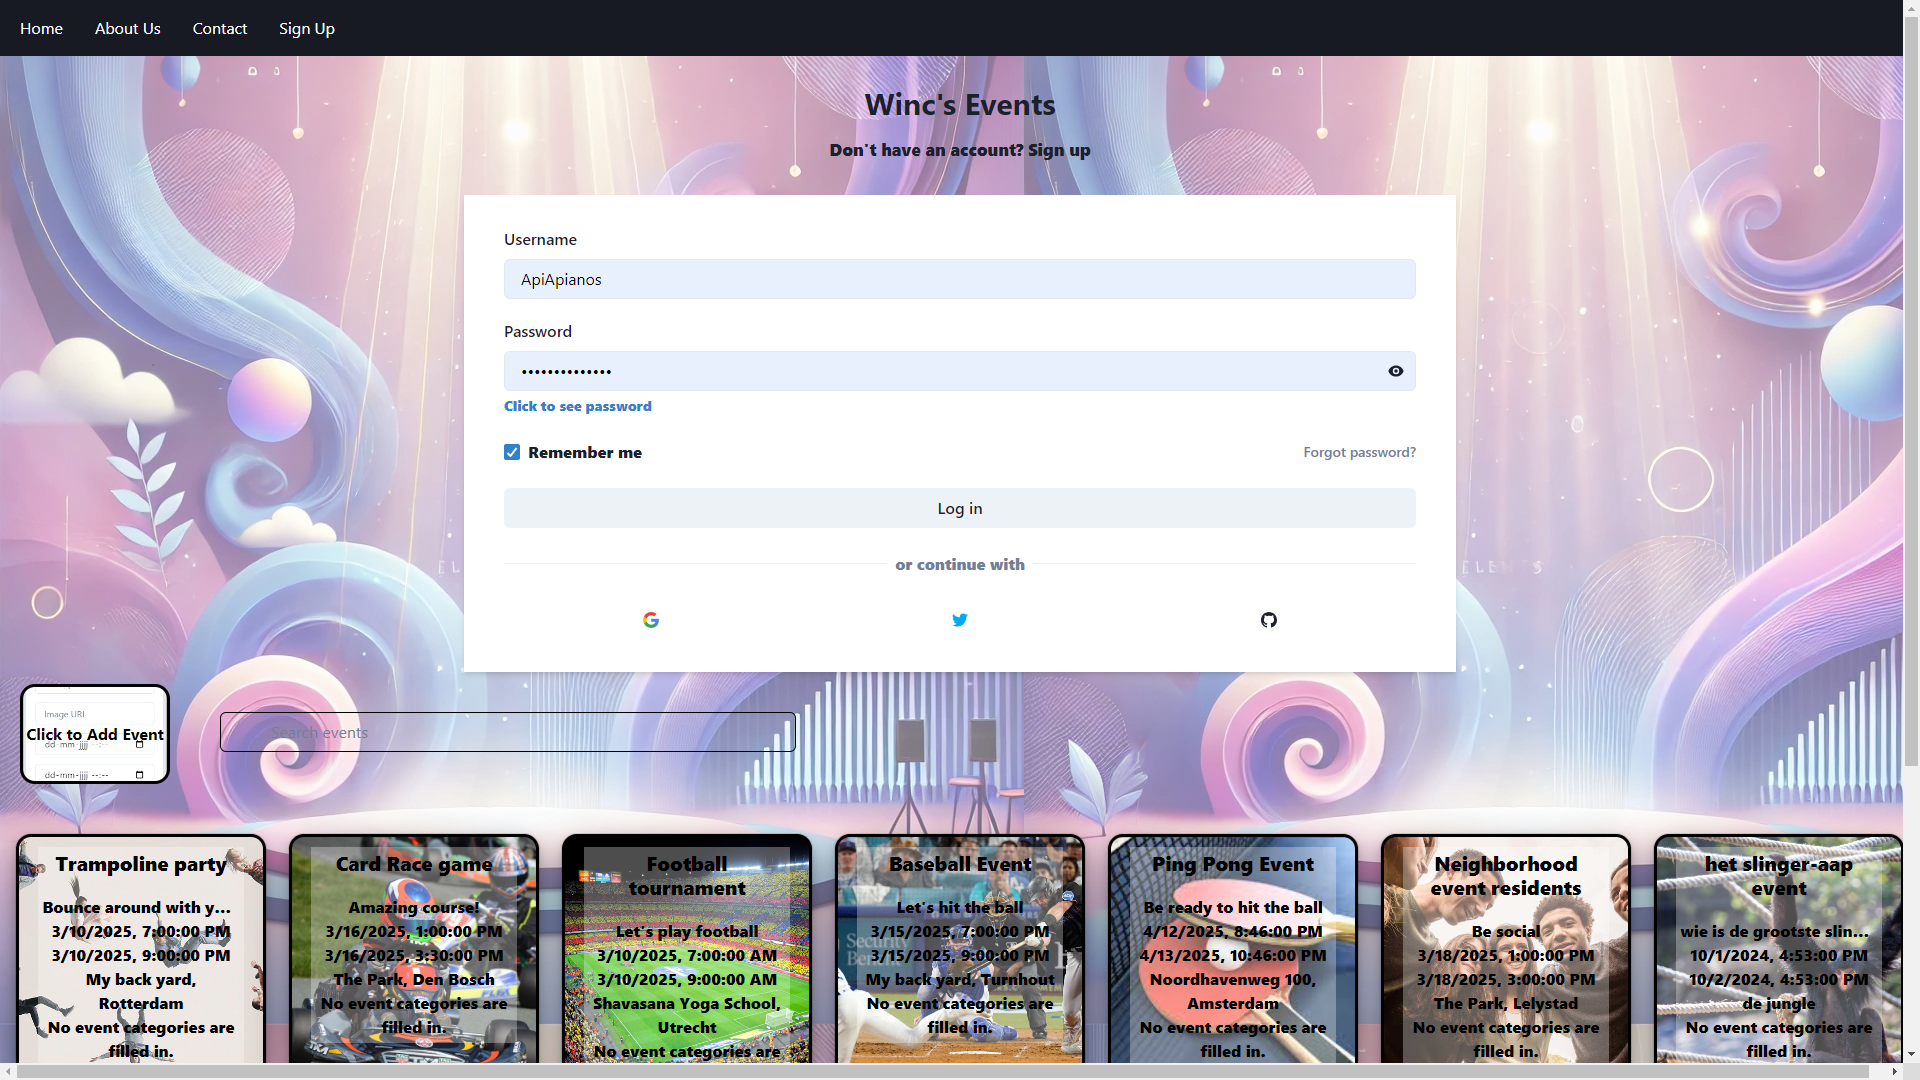 Home
About Us
Contact
Sign Up
Winc's Events
Don't have an account? Sign up
Username
ApiApianos
Password
••••••••••••••
Click to see password
Remember me
Forgot password?
Log in
or continue with
Image URL
Click to Add Event
dd-mm-jjjj --:--
dd-mm-jjjj --:--
Search events
Trampoline party
Bounce around with y...
3/10/2025, 7:00:00 PM
3/10/2025, 9:00:00 PM
My back yard,
Rotterdam
No event categories are
filled in.
Card Race game
Amazing course!
3/16/2025, 1:00:00 PM
3/16/2025, 3:30:00 PM
The Park, Den Bosch
No event categories are
filled in.
Football
tournament
Let's play football
3/10/2025, 7:00:00 AM
3/10/2025, 9:00:00 AM
Shavasana Yoga School,
Utrecht
No event categories are
Baseball Event
Let's hit the ball
3/15/2025, 7:00:00 PM
3/15/2025, 9:00:00 PM
My back yard, Turnhout
No event categories are
filled in.
Ping Pong Event
Be ready to hit the ball
4/12/2025, 8:46:00 PM
4/13/2025, 10:46:00 PM
Noordhavenweg 100,
Amsterdam
No event categories are
filled in.
Neighborhood
event residents
Be social
3/18/2025, 1:00:00 PM
3/18/2025, 3:00:00 PM
The Park, Lelystad
No event categories are
filled in.
het slinger-aap
event
wie is de grootste slin...
10/1/2024, 4:53:00 PM
10/2/2024, 4:53:00 PM
de jungle
No event categories are
filled in.